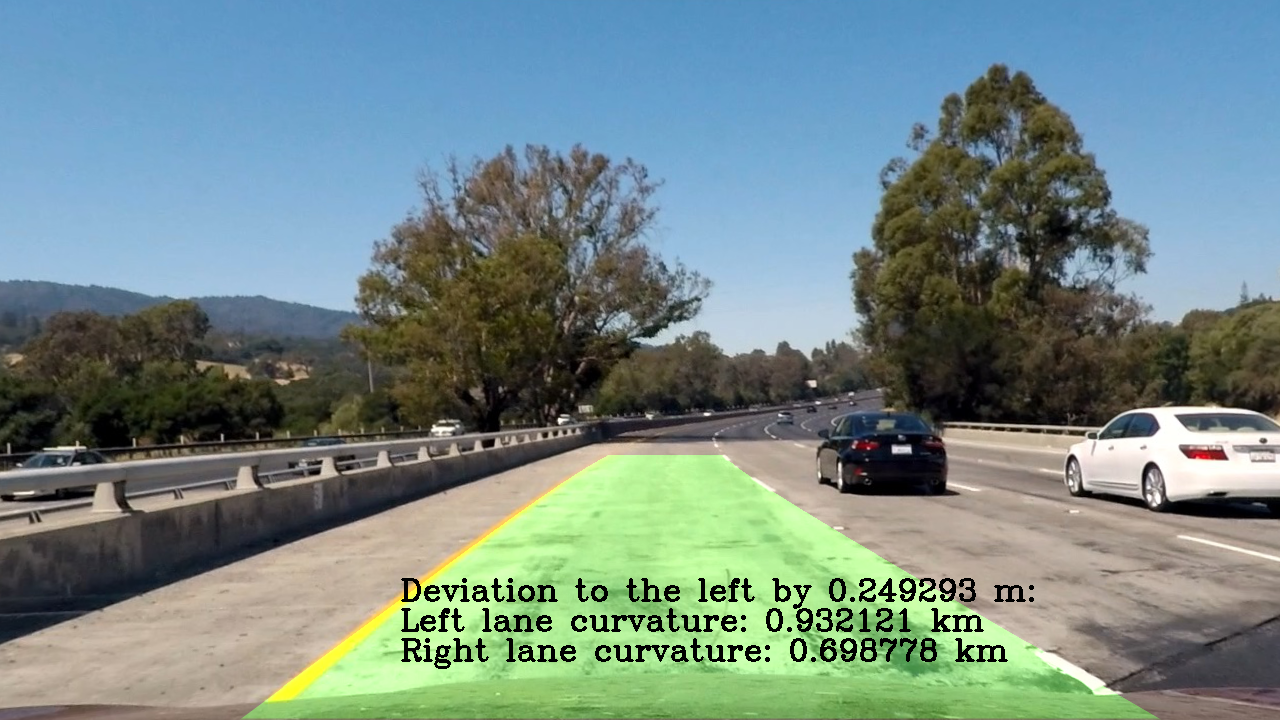 Deviation to the left by 0.249293 m:
Left lane curvature: 0.932121 km
Right lane curvature: 0.698778 km